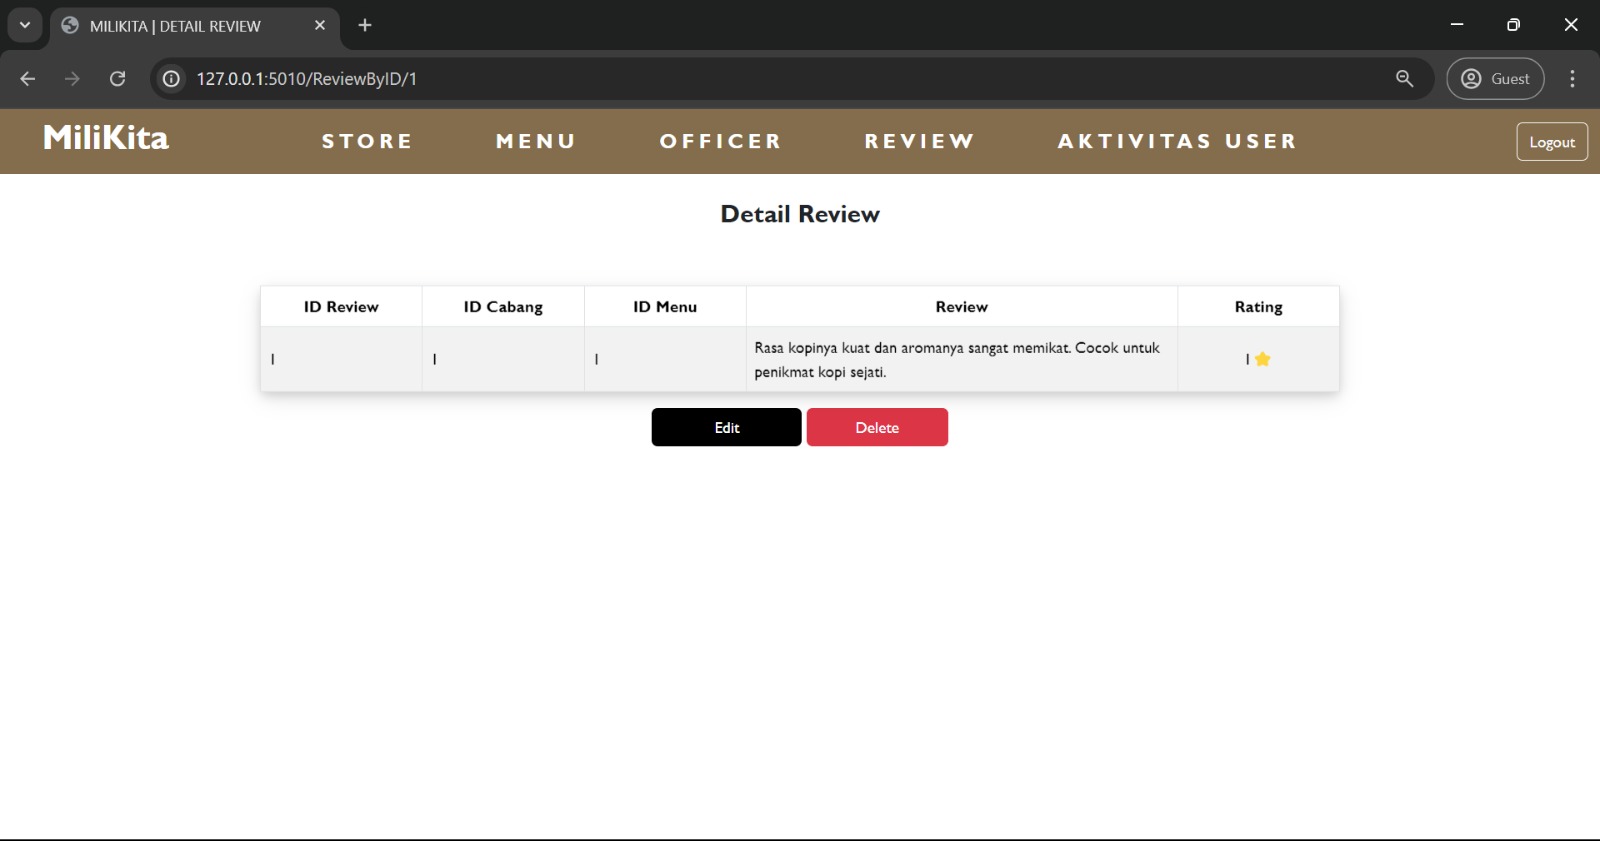 MILIKITA | DETAIL REVIEW
127.0.0.1:5010/ReviewByID/1
Guest
MiliKita
STORE
MENU
OFFICER
REVIEW
AKTIVITAS USER
Logout
Detail Review
ID Review
ID Cabang
ID Menu
Review
Rating
1
1
1
Rasa kopinya kuat dan aromanya sangat memikat. Cocok untuk
penikmat kopi sejati.
1 ⭐
Edit
Delete